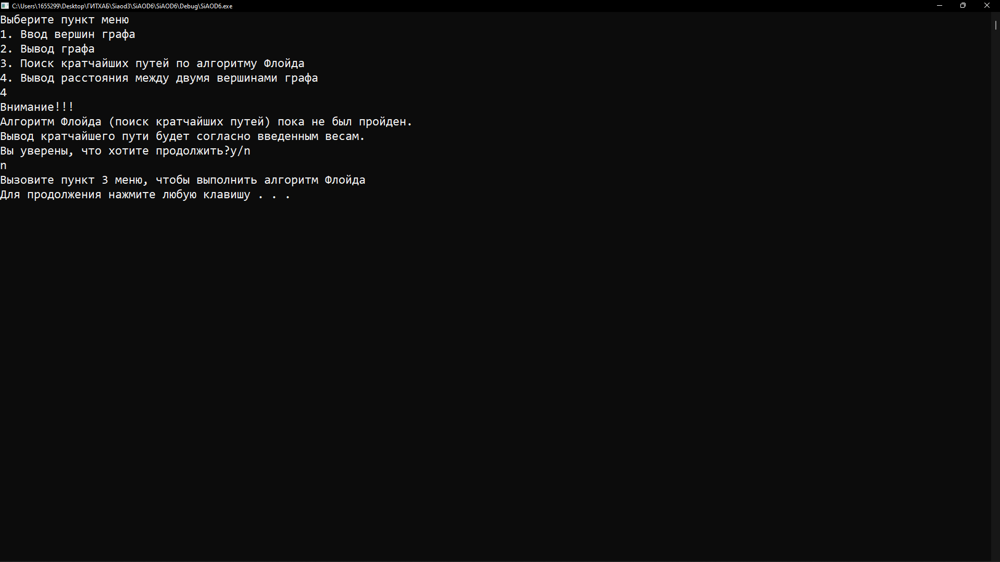 C:\Users\1655299\Desktop\ГИТХАБ\Siaod3\SiAOD6\SiAOD6\Debug\SiAOD6.exe
Выберите пункт меню
1. Ввод вершин графа
2. Вывод графа
3. Поиск кратчайших путей по алгоритму Флойда
4. Вывод расстояния между двумя вершинами графа
4
Внимание!!!
Алгоритм Флойда (поиск кратчайших путей) пока не был пройден.
Вывод кратчайшего пути будет согласно введенным весам.
Вы уверены, что хотите продолжить?y/n
n
Вызовите пункт 3 меню, чтобы выполнить алгоритм Флойда
Для продолжения нажмите любую клавишу . . .